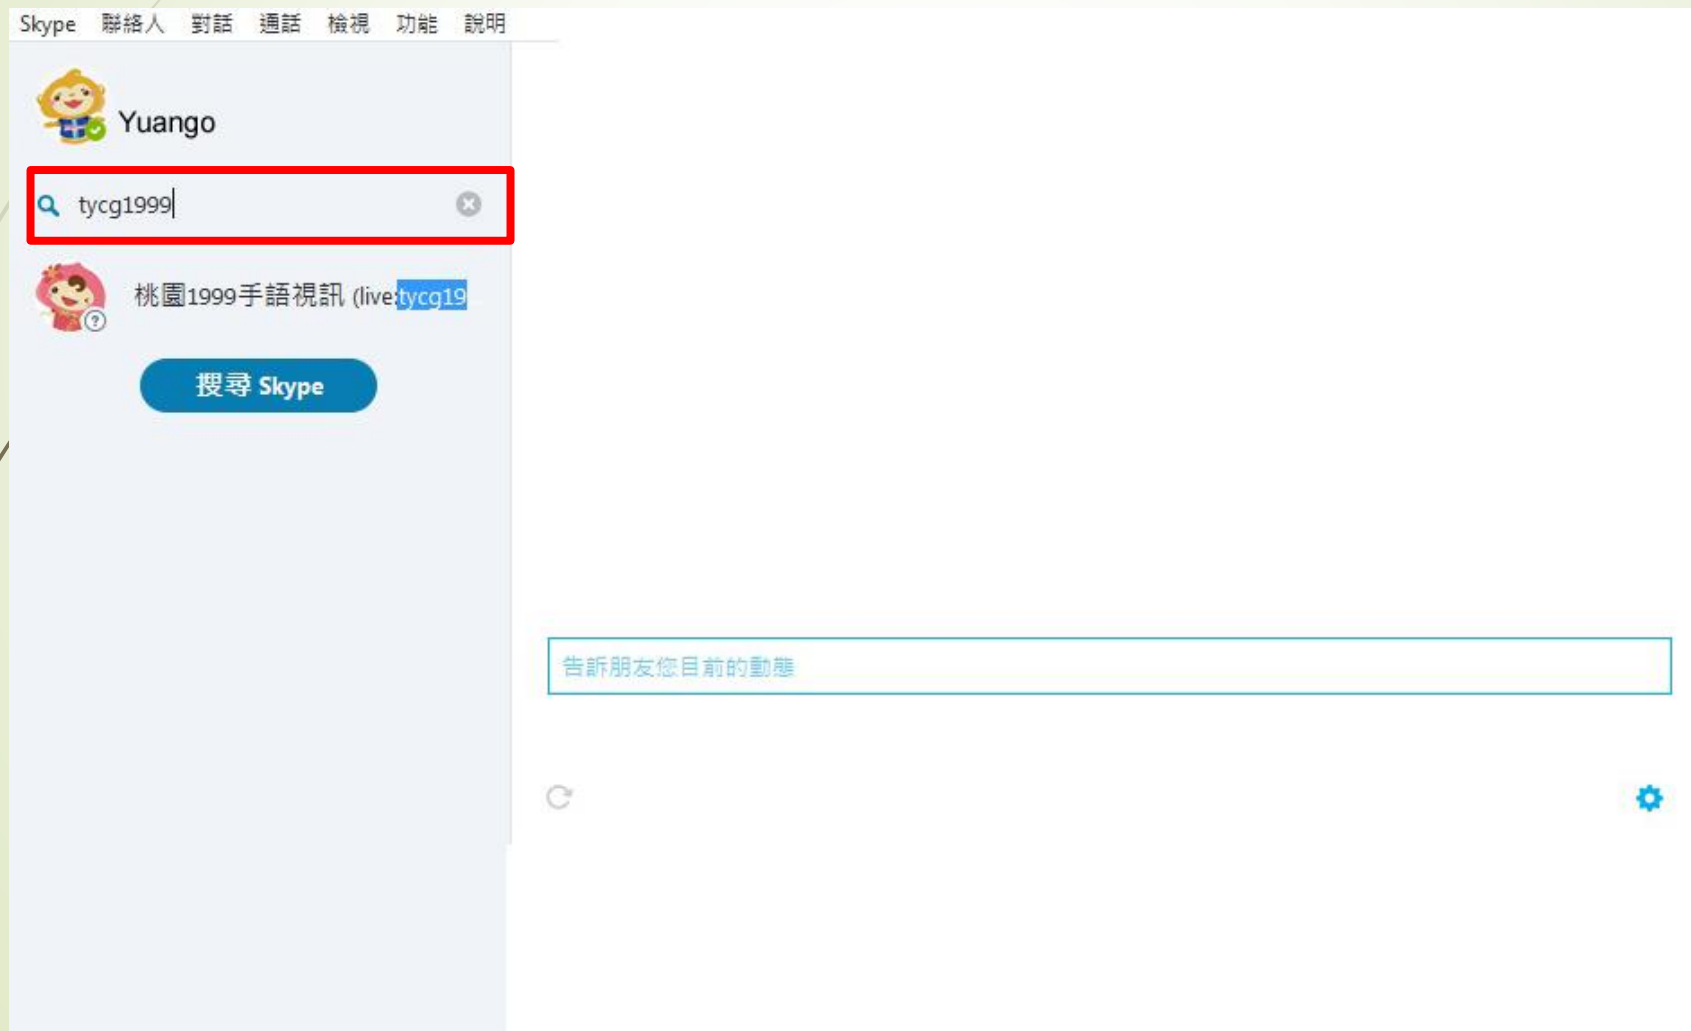 Skype 聯絡人 對話 通話 檢視 功能 說明
Yuango
tycg1999
桃園1999手語視訊 (live:tycg19
搜尋 Skype
告訴朋友您目前的動態